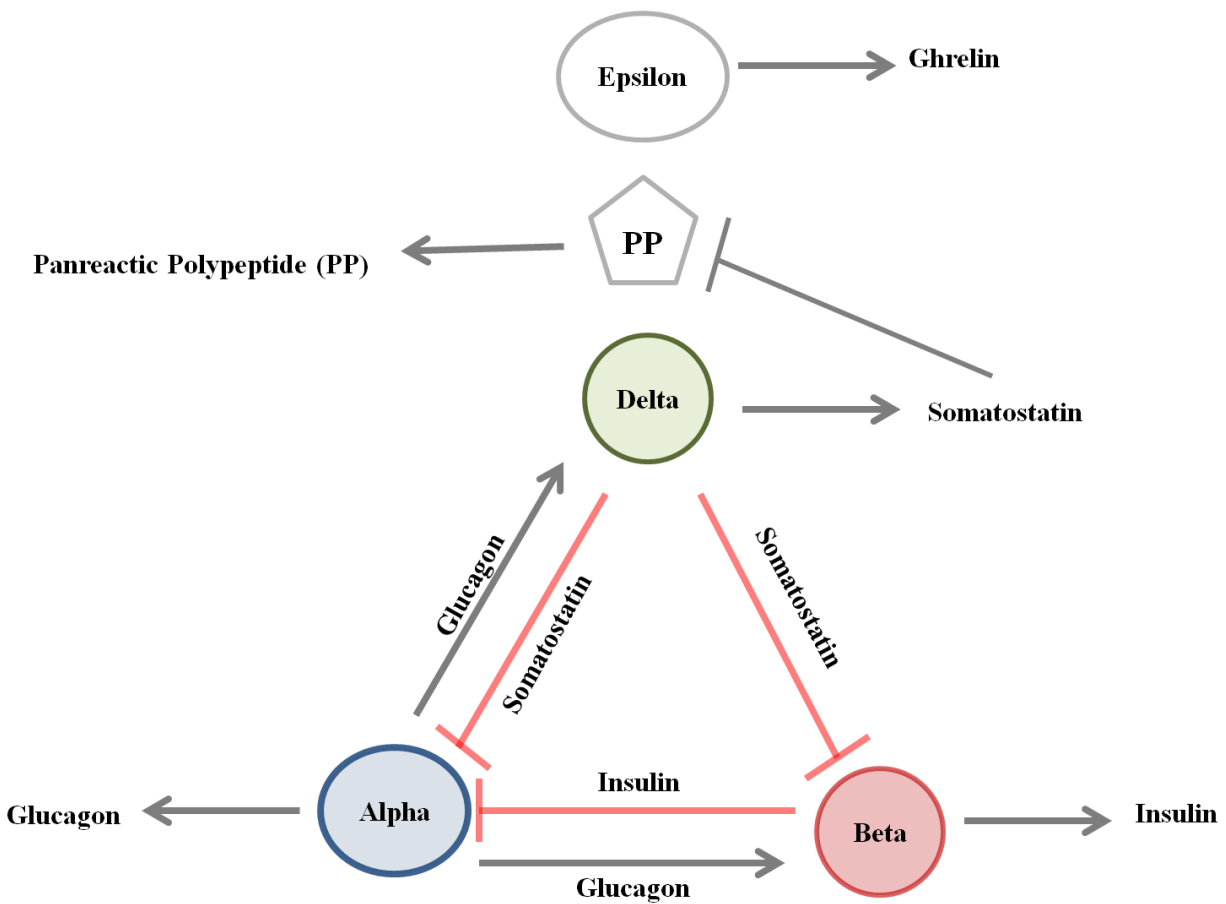 Epsilon
Ghrelin
PP
Panreactic Polypeptide (PP)
Delta
Somatostatin
Glucagon
Somatostatin
Somatostatin
Insulin
Glucagon
Alpha
Beta
Insulin
Glucagon